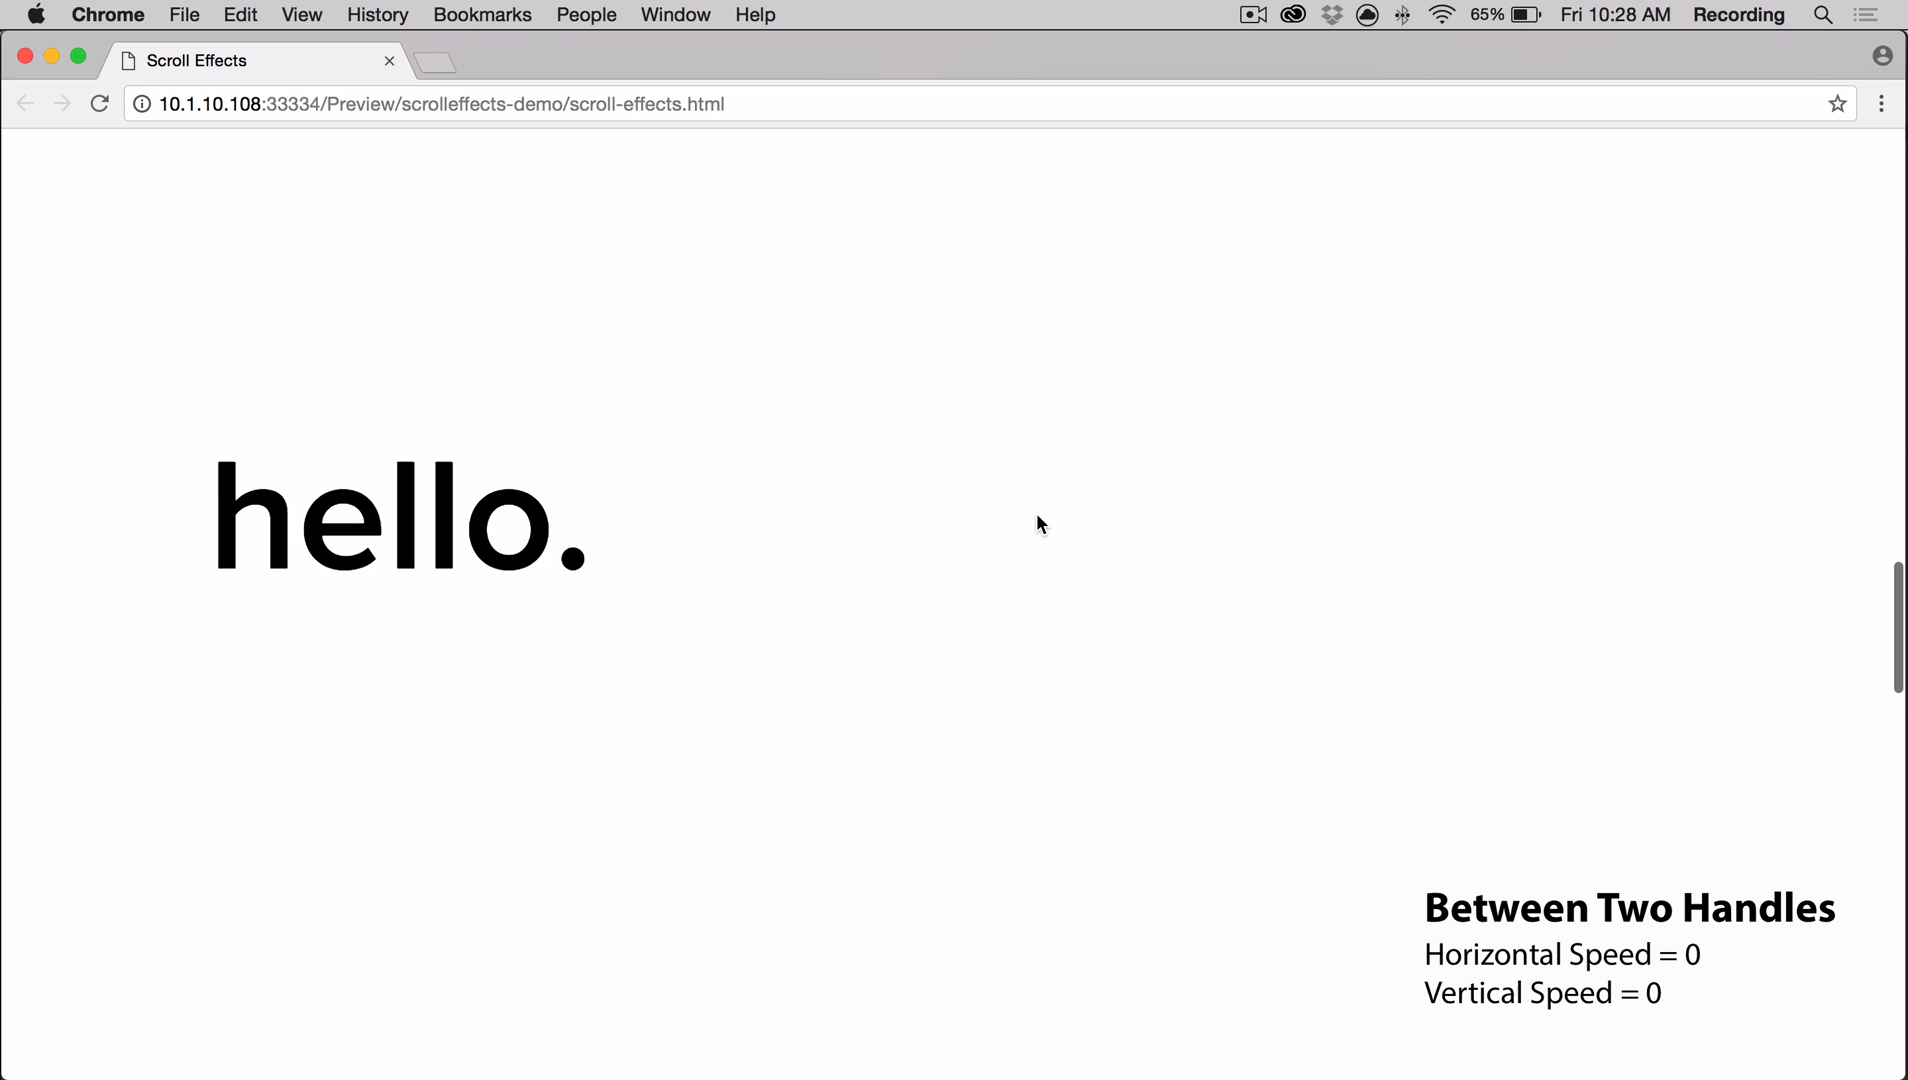 Chrome File Edit View History Bookmarks People Window Help 65% Fri 10:28 AM Recording
Scroll Effects
10.1.10.108:33334/Preview/scrolleffects-demo/scroll-effects.html
hello.
Between Two Handles
Horizontal Speed = 0
Vertical Speed = 0